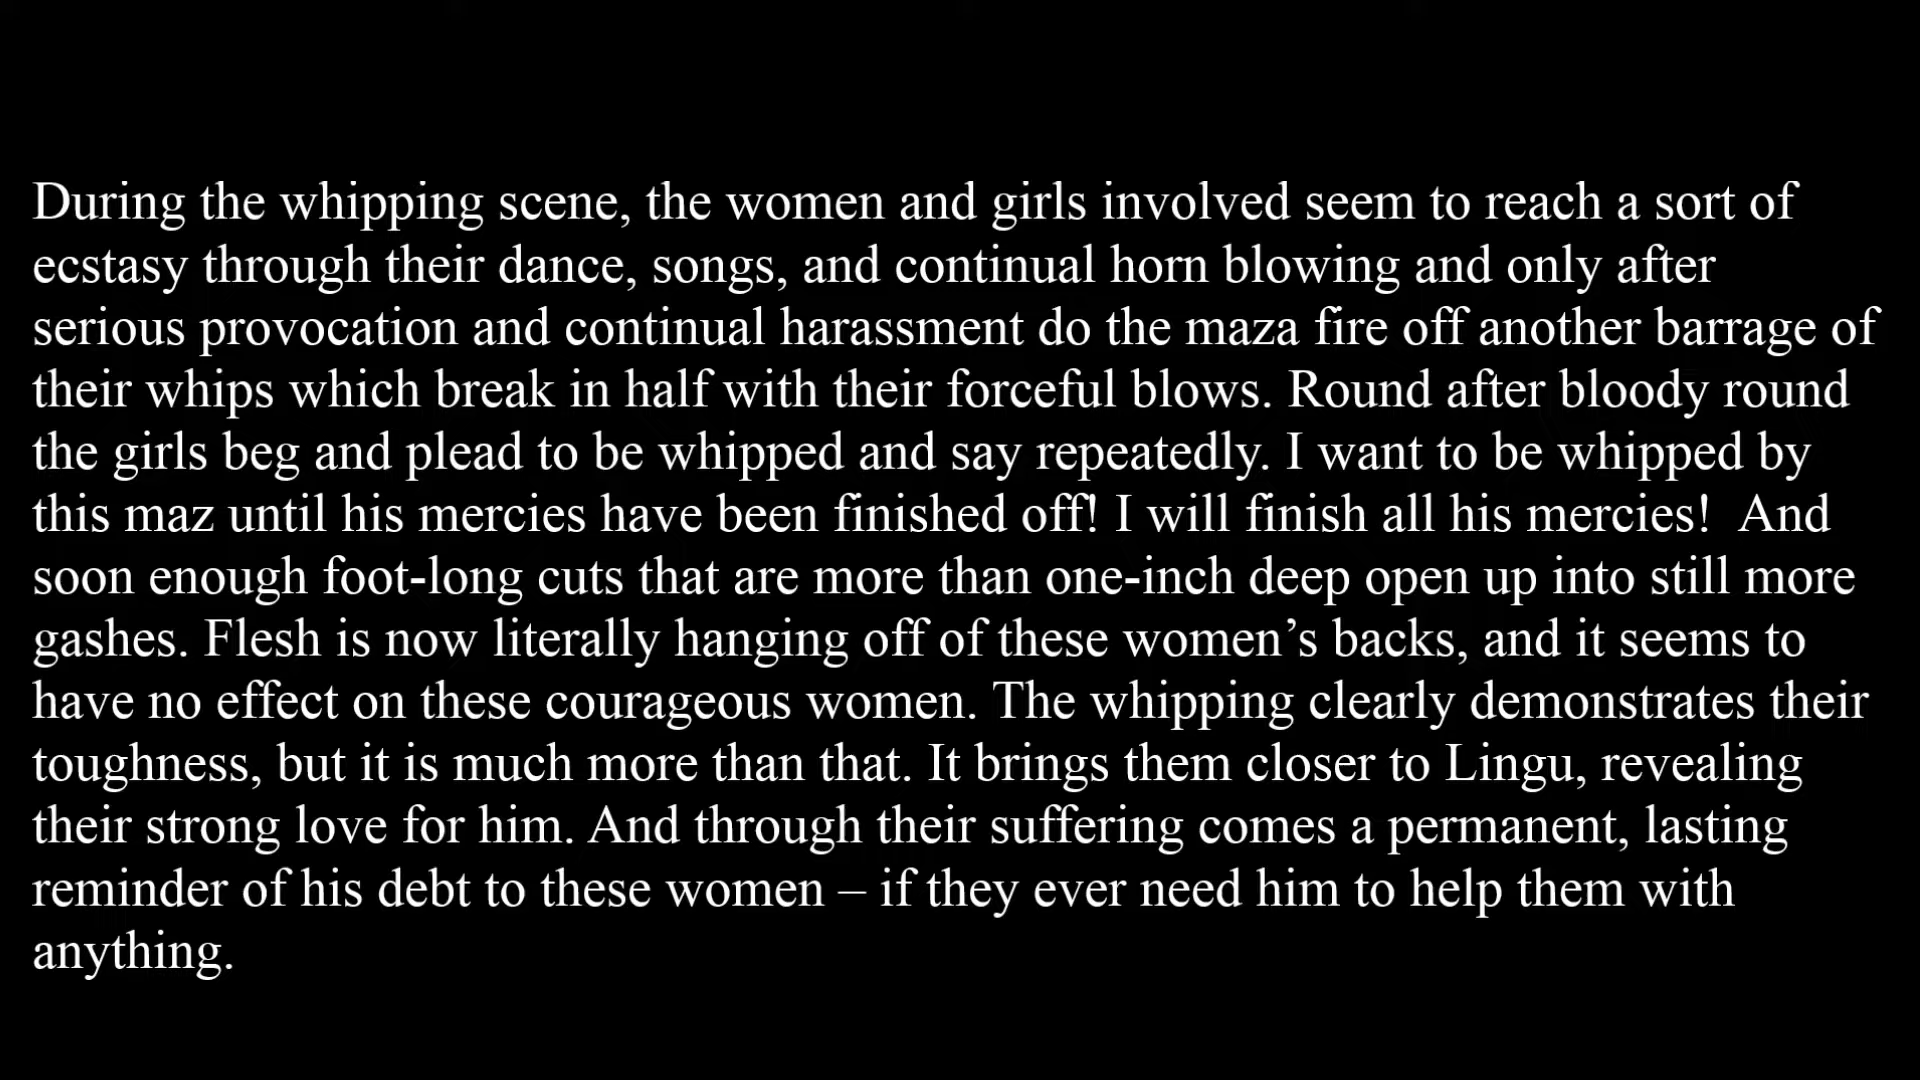 During the whipping scene, the women and girls involved seem to reach a sort of
ecstasy through their dance, songs, and continual horn blowing and only after
serious provocation and continual harassment do the maza fire off another barrage of
their whips which break in half with their forceful blows. Round after bloody round
the girls beg and plead to be whipped and say repeatedly. I want to be whipped by
this maz until his mercies have been finished off! I will finish all his mercies!  And
soon enough foot-long cuts that are more than one-inch deep open up into still more
gashes. Flesh is now literally hanging off of these women’s backs, and it seems to
have no effect on these courageous women. The whipping clearly demonstrates their
toughness, but it is much more than that. It brings them closer to Lingu, revealing
their strong love for him. And through their suffering comes a permanent, lasting
reminder of his debt to these women – if they ever need him to help them with
anything.